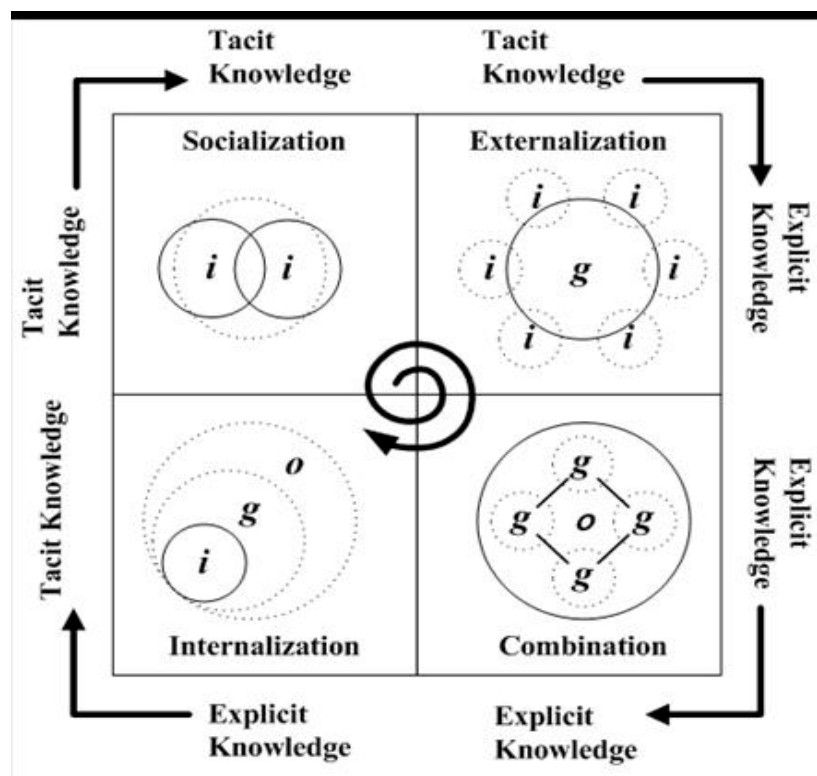 Tacit
Knowledge
Tacit
Knowledge
Socialization
Externalization
Tacit
Knowledge
i i
i i
i g i
i i
Explicit
Knowledge
Tacit Knowledge
o
g
i
g
g o g
g
Explicit
Knowledge
Internalization
Combination
Explicit
Knowledge
Explicit
Knowledge